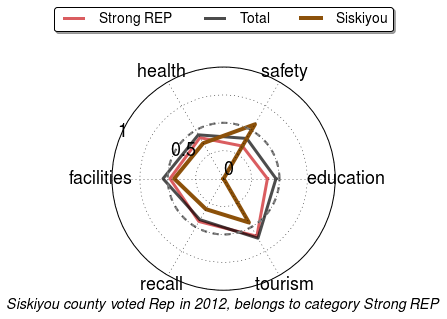 Strong REP Total Siskiyou
health safety
1
0.5
0
facilities education
recall tourism
Siskiyou county voted Rep in 2012, belongs to category Strong REP